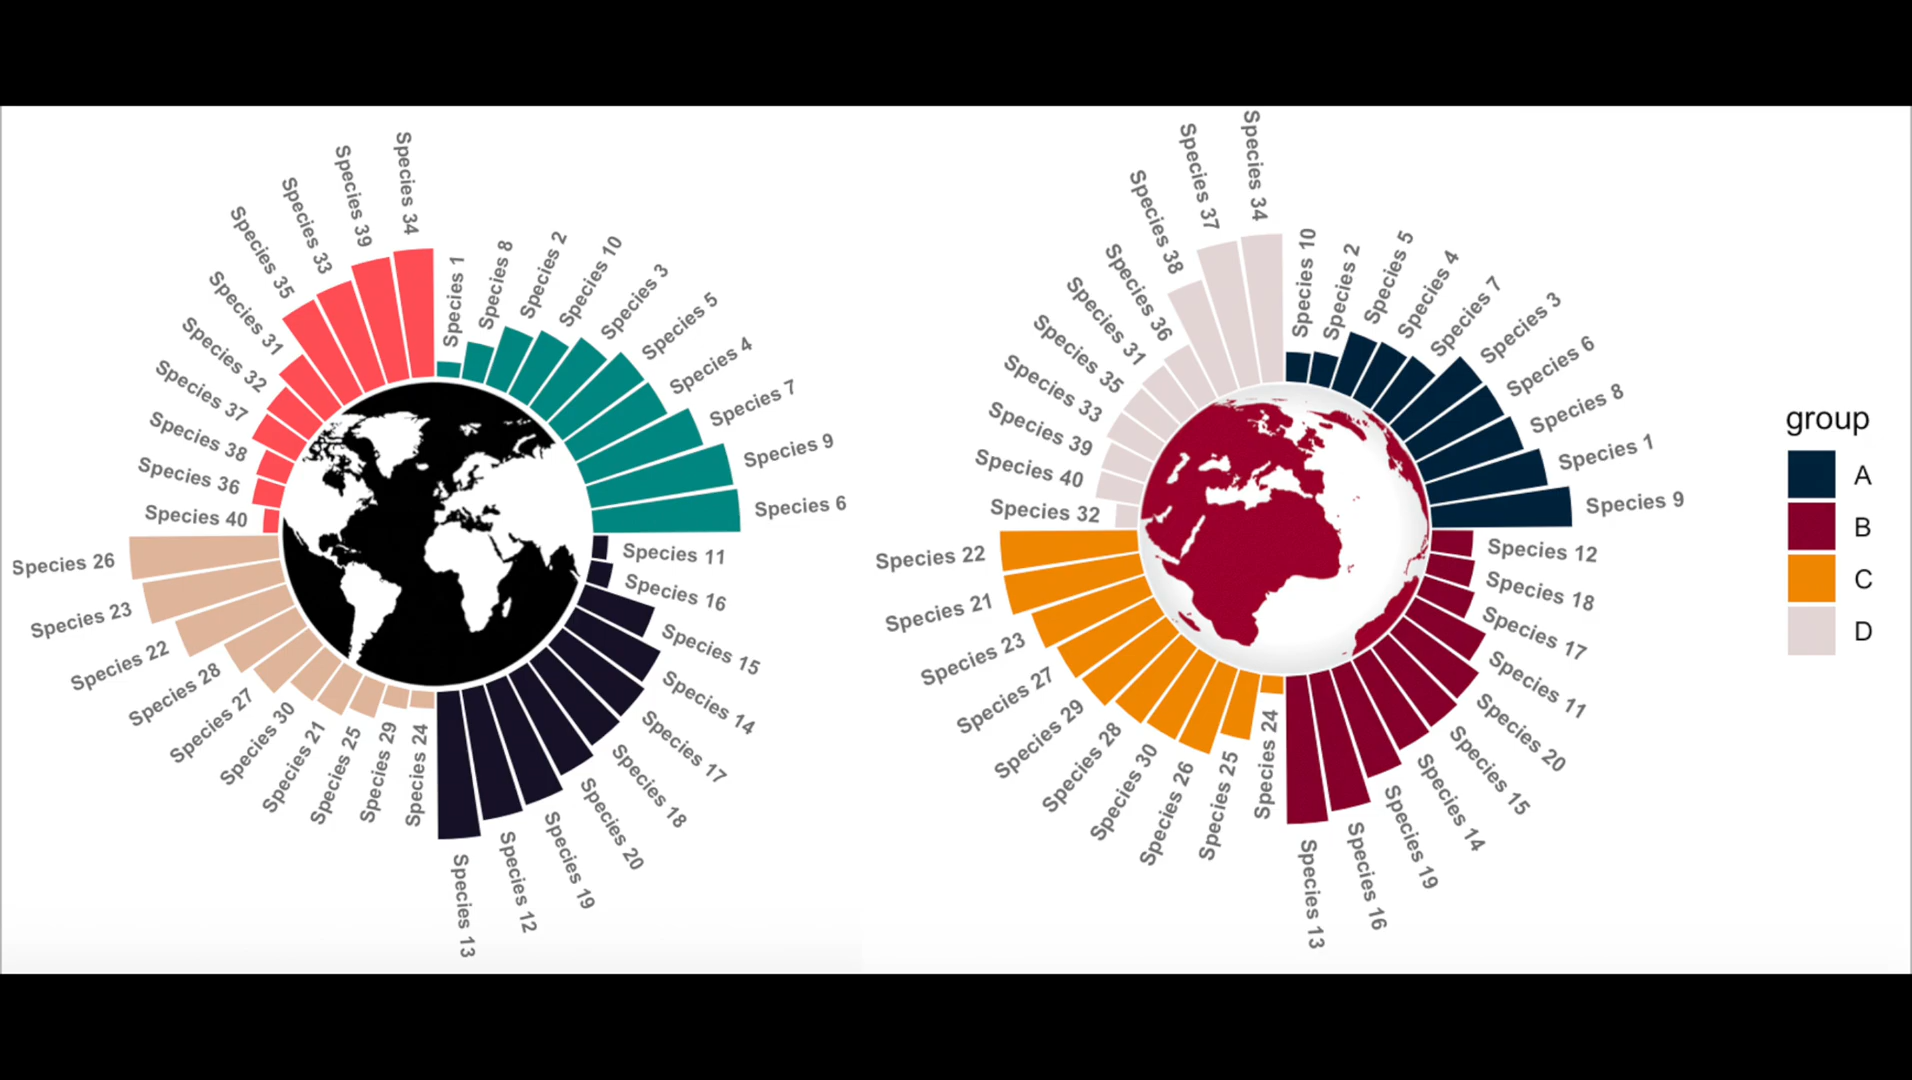 Species 1
Species 8
Species 2
Species 10
Species 3
Species 5
Species 4
Species 7
Species 9
Species 6
Species 11
Species 16
Species 15
Species 14
Species 17
Species 18
Species 20
Species 19
Species 12
Species 13
Species 24
Species 29
Species 25
Species 21
Species 30
Species 27
Species 28
Species 22
Species 23
Species 26
Species 40
Species 36
Species 38
Species 37
Species 32
Species 31
Species 35
Species 33
Species 39
Species 34
Species 10
Species 2
Species 5
Species 4
Species 7
Species 3
Species 6
Species 8
Species 1
Species 9
Species 12
Species 18
Species 17
Species 11
Species 20
Species 15
Species 14
Species 19
Species 16
Species 13
Species 24
Species 25
Species 26
Species 30
Species 28
Species 29
Species 27
Species 23
Species 21
Species 22
Species 32
Species 40
Species 39
Species 33
Species 35
Species 31
Species 36
Species 38
Species 37
Species 34
group
A
B
C
D